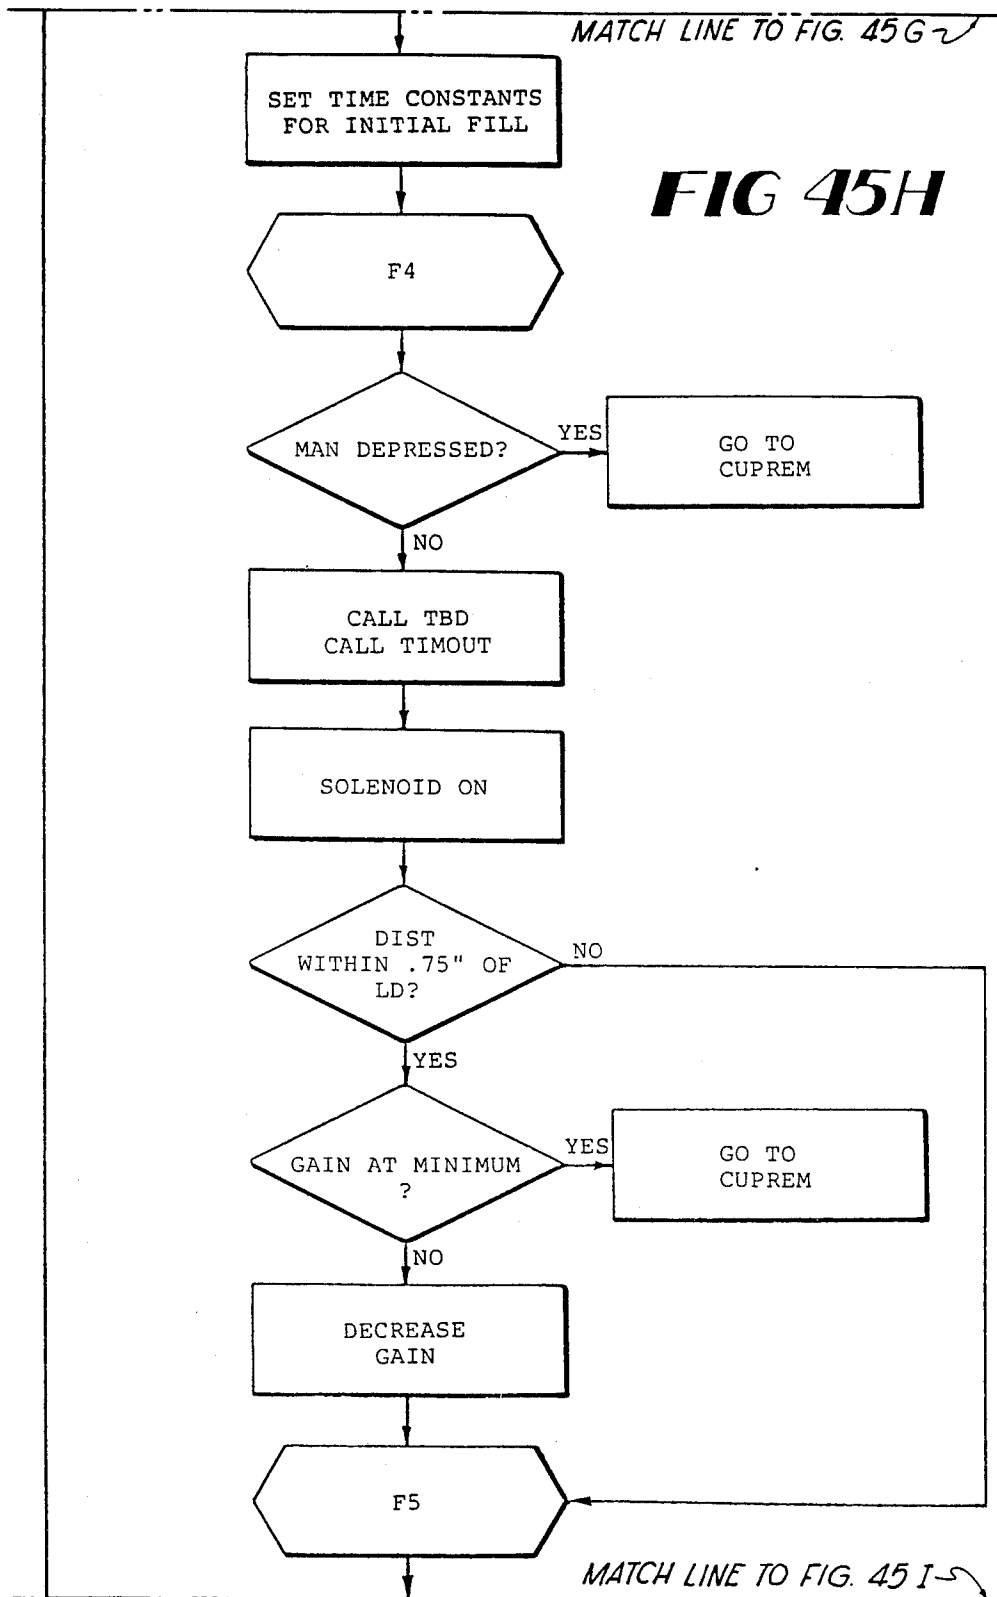 MATCH LINE TO FIG. 45G
SET TIME CONSTANTS
FOR INITIAL FILL
FIG 45H
F4
MAN DEPRESSED?
YES
GO TO
CUPREM
NO
CALL TBD
CALL TIMOUT
SOLENOID ON
DIST
WITHIN .75" OF
LD?
NO
YES
GAIN AT MINIMUM
?
YES
GO TO
CUPREM
NO
DECREASE
GAIN
F5
MATCH LINE TO FIG. 45 I